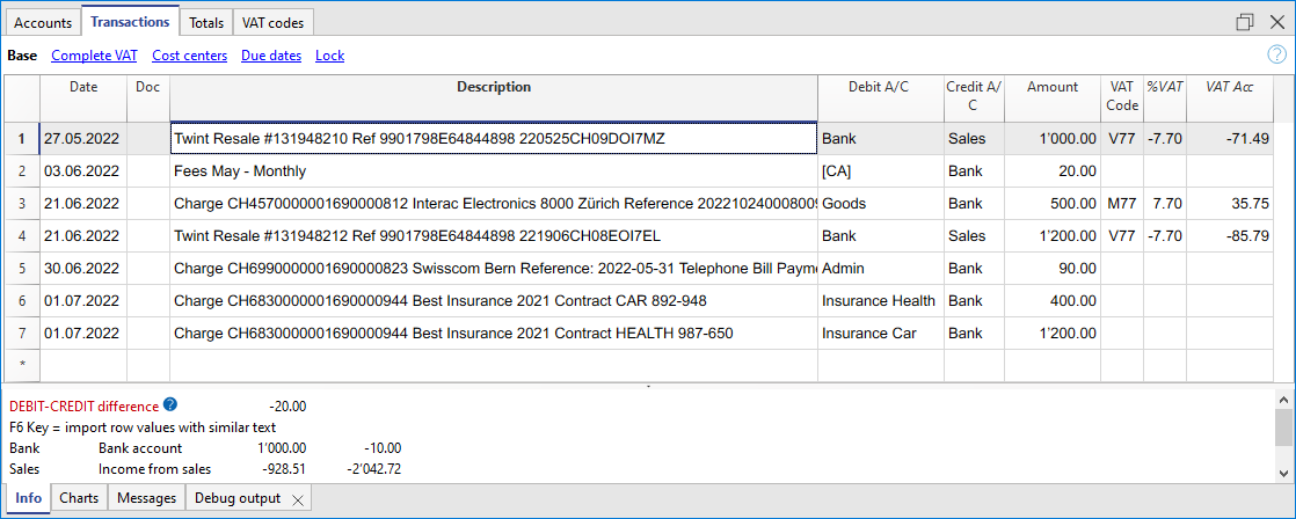 Accounts Transactions Totals VAT codes
Base Complete VAT Cost centers Due dates Lock
Date Doc Description Debit A/C Credit A/C Amount VAT Code %VAT VAT Acc
1 27.05.2022 Twint Resale #131948210 Ref 9901798E64844898 220525CH09DOI7MZ Bank Sales 1'000.00 V77 -7.70 -71.49
2 03.06.2022 Fees May - Monthly [CA] Bank 20.00
3 21.06.2022 Charge CH4570000001690000812 Interac Electronics 8000 Zürich Reference 20221024000800 Goods Bank 500.00 M77 7.70 35.75
4 21.06.2022 Twint Resale #131948212 Ref 9901798E64844898 221906CH08EOI7EL Bank Sales 1'200.00 V77 -7.70 -85.79
5 30.06.2022 Charge CH6990000001690000823 Swisscom Bern Reference: 2022-05-31 Telephone Bill Payme Admin Bank 90.00
6 01.07.2022 Charge CH6830000001690000944 Best Insurance 2021 Contract CAR 892-948 Insurance Health Bank 400.00
7 01.07.2022 Charge CH6830000001690000944 Best Insurance 2021 Contract HEALTH 987-650 Insurance Car Bank 1'200.00
*
DEBIT-CREDIT difference ? -20.00
F6 Key = import row values with similar text
Bank Bank account 1'000.00 -10.00
Sales Income from sales -928.51 -2'042.72
Info Charts Messages Debug output